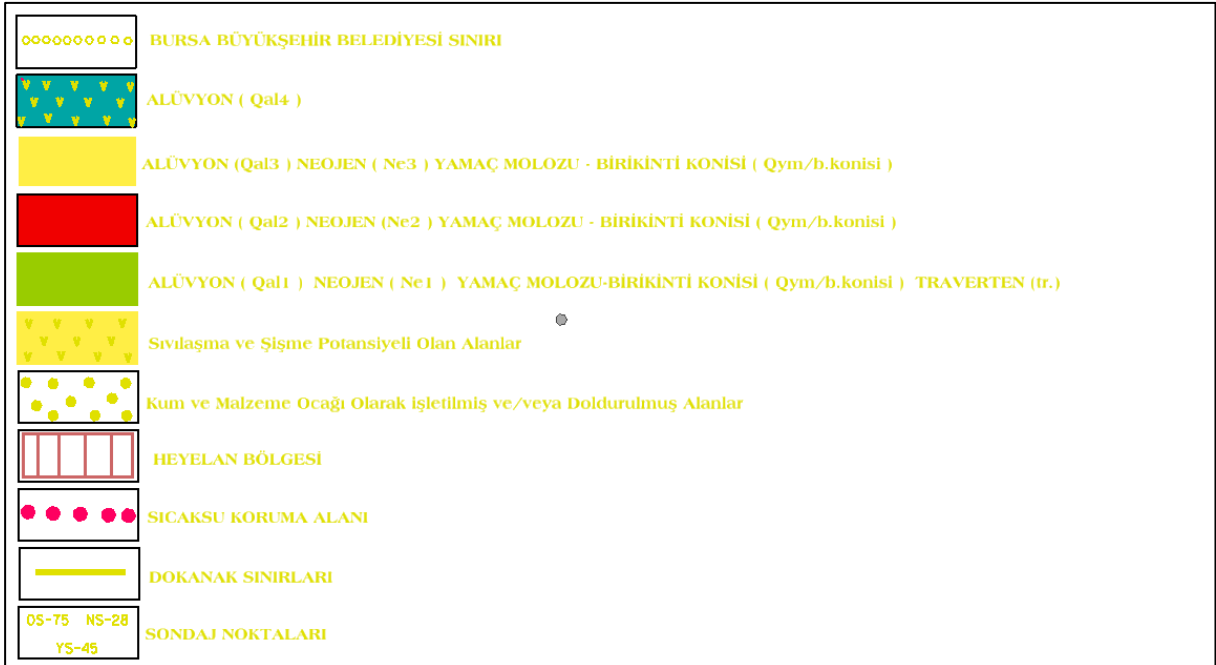 BURSA BÜYÜKŞEHİR BELEDİYESİ SINIRI
ALÜVYON ( Qal4 )
ALÜVYON (Qal3 ) NEOJEN ( Ne3 ) YAMAÇ MOLOZU - BİRİKİNTİ KONİSİ ( Qym/b.konisi )
ALÜVYON ( Qal2 ) NEOJEN (Ne2 ) YAMAÇ MOLOZU - BİRİKİNTİ KONİSİ ( Qym/b.konisi )
ALÜVYON ( Qal1 ) NEOJEN ( Ne1 ) YAMAÇ MOLOZU-BİRİKİNTİ KONİSİ ( Qym/b.konisi ) TRAVERTEN (tr.)
Sıvılaşma ve Şişme Potansiyeli Olan Alanlar
Kum ve Malzeme Ocağı Olarak işletilmiş ve/veya Doldurulmuş Alanlar
HEYELAN BÖLGESİ
SICAKSU KORUMA ALANI
DOKANAK SINIRLARI
DS-75 NS-28
YS-45
SONDAJ NOKTALARI